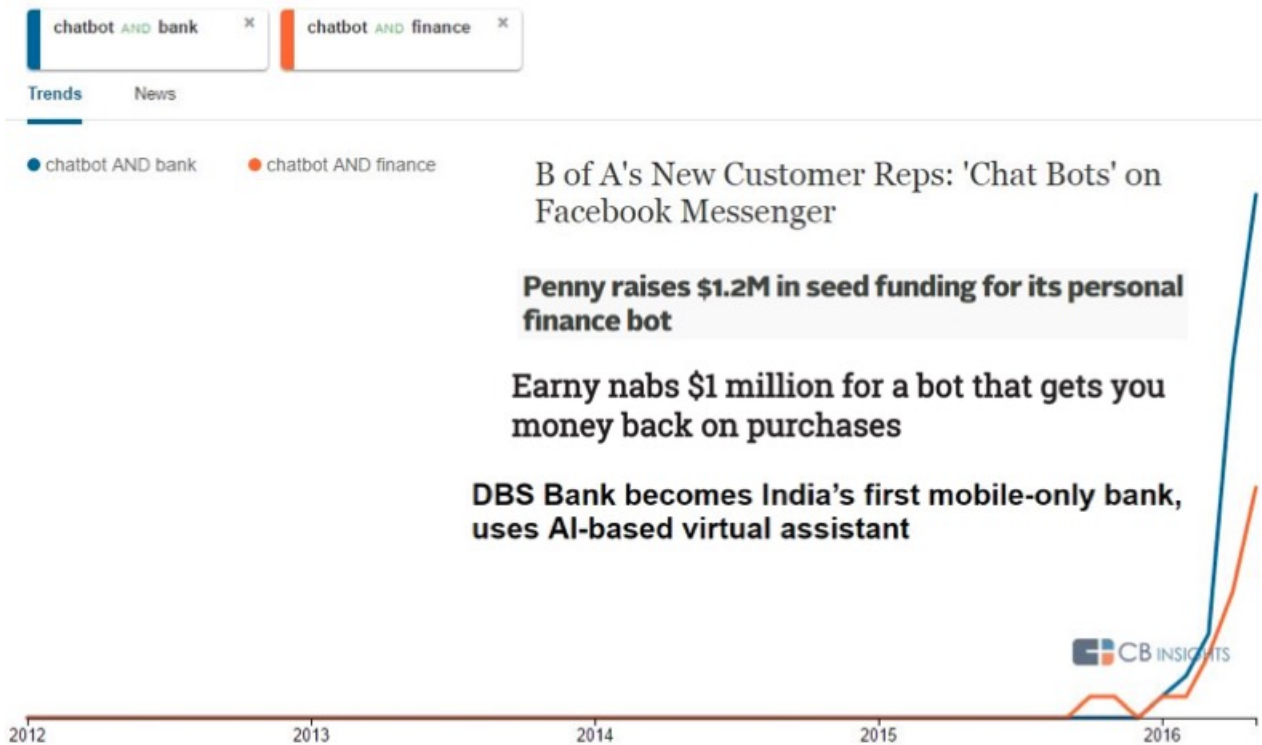 chatbot AND bank ×
chatbot AND finance ×
Trends
News
chatbot AND bank
chatbot AND finance
B of A's New Customer Reps: 'Chat Bots' on
Facebook Messenger
Penny raises $1.2M in seed funding for its personal
finance bot
Earny nabs $1 million for a bot that gets you
money back on purchases
DBS Bank becomes India’s first mobile-only bank,
uses AI-based virtual assistant
CB INSIGHTS
2012
2013
2014
2015
2016